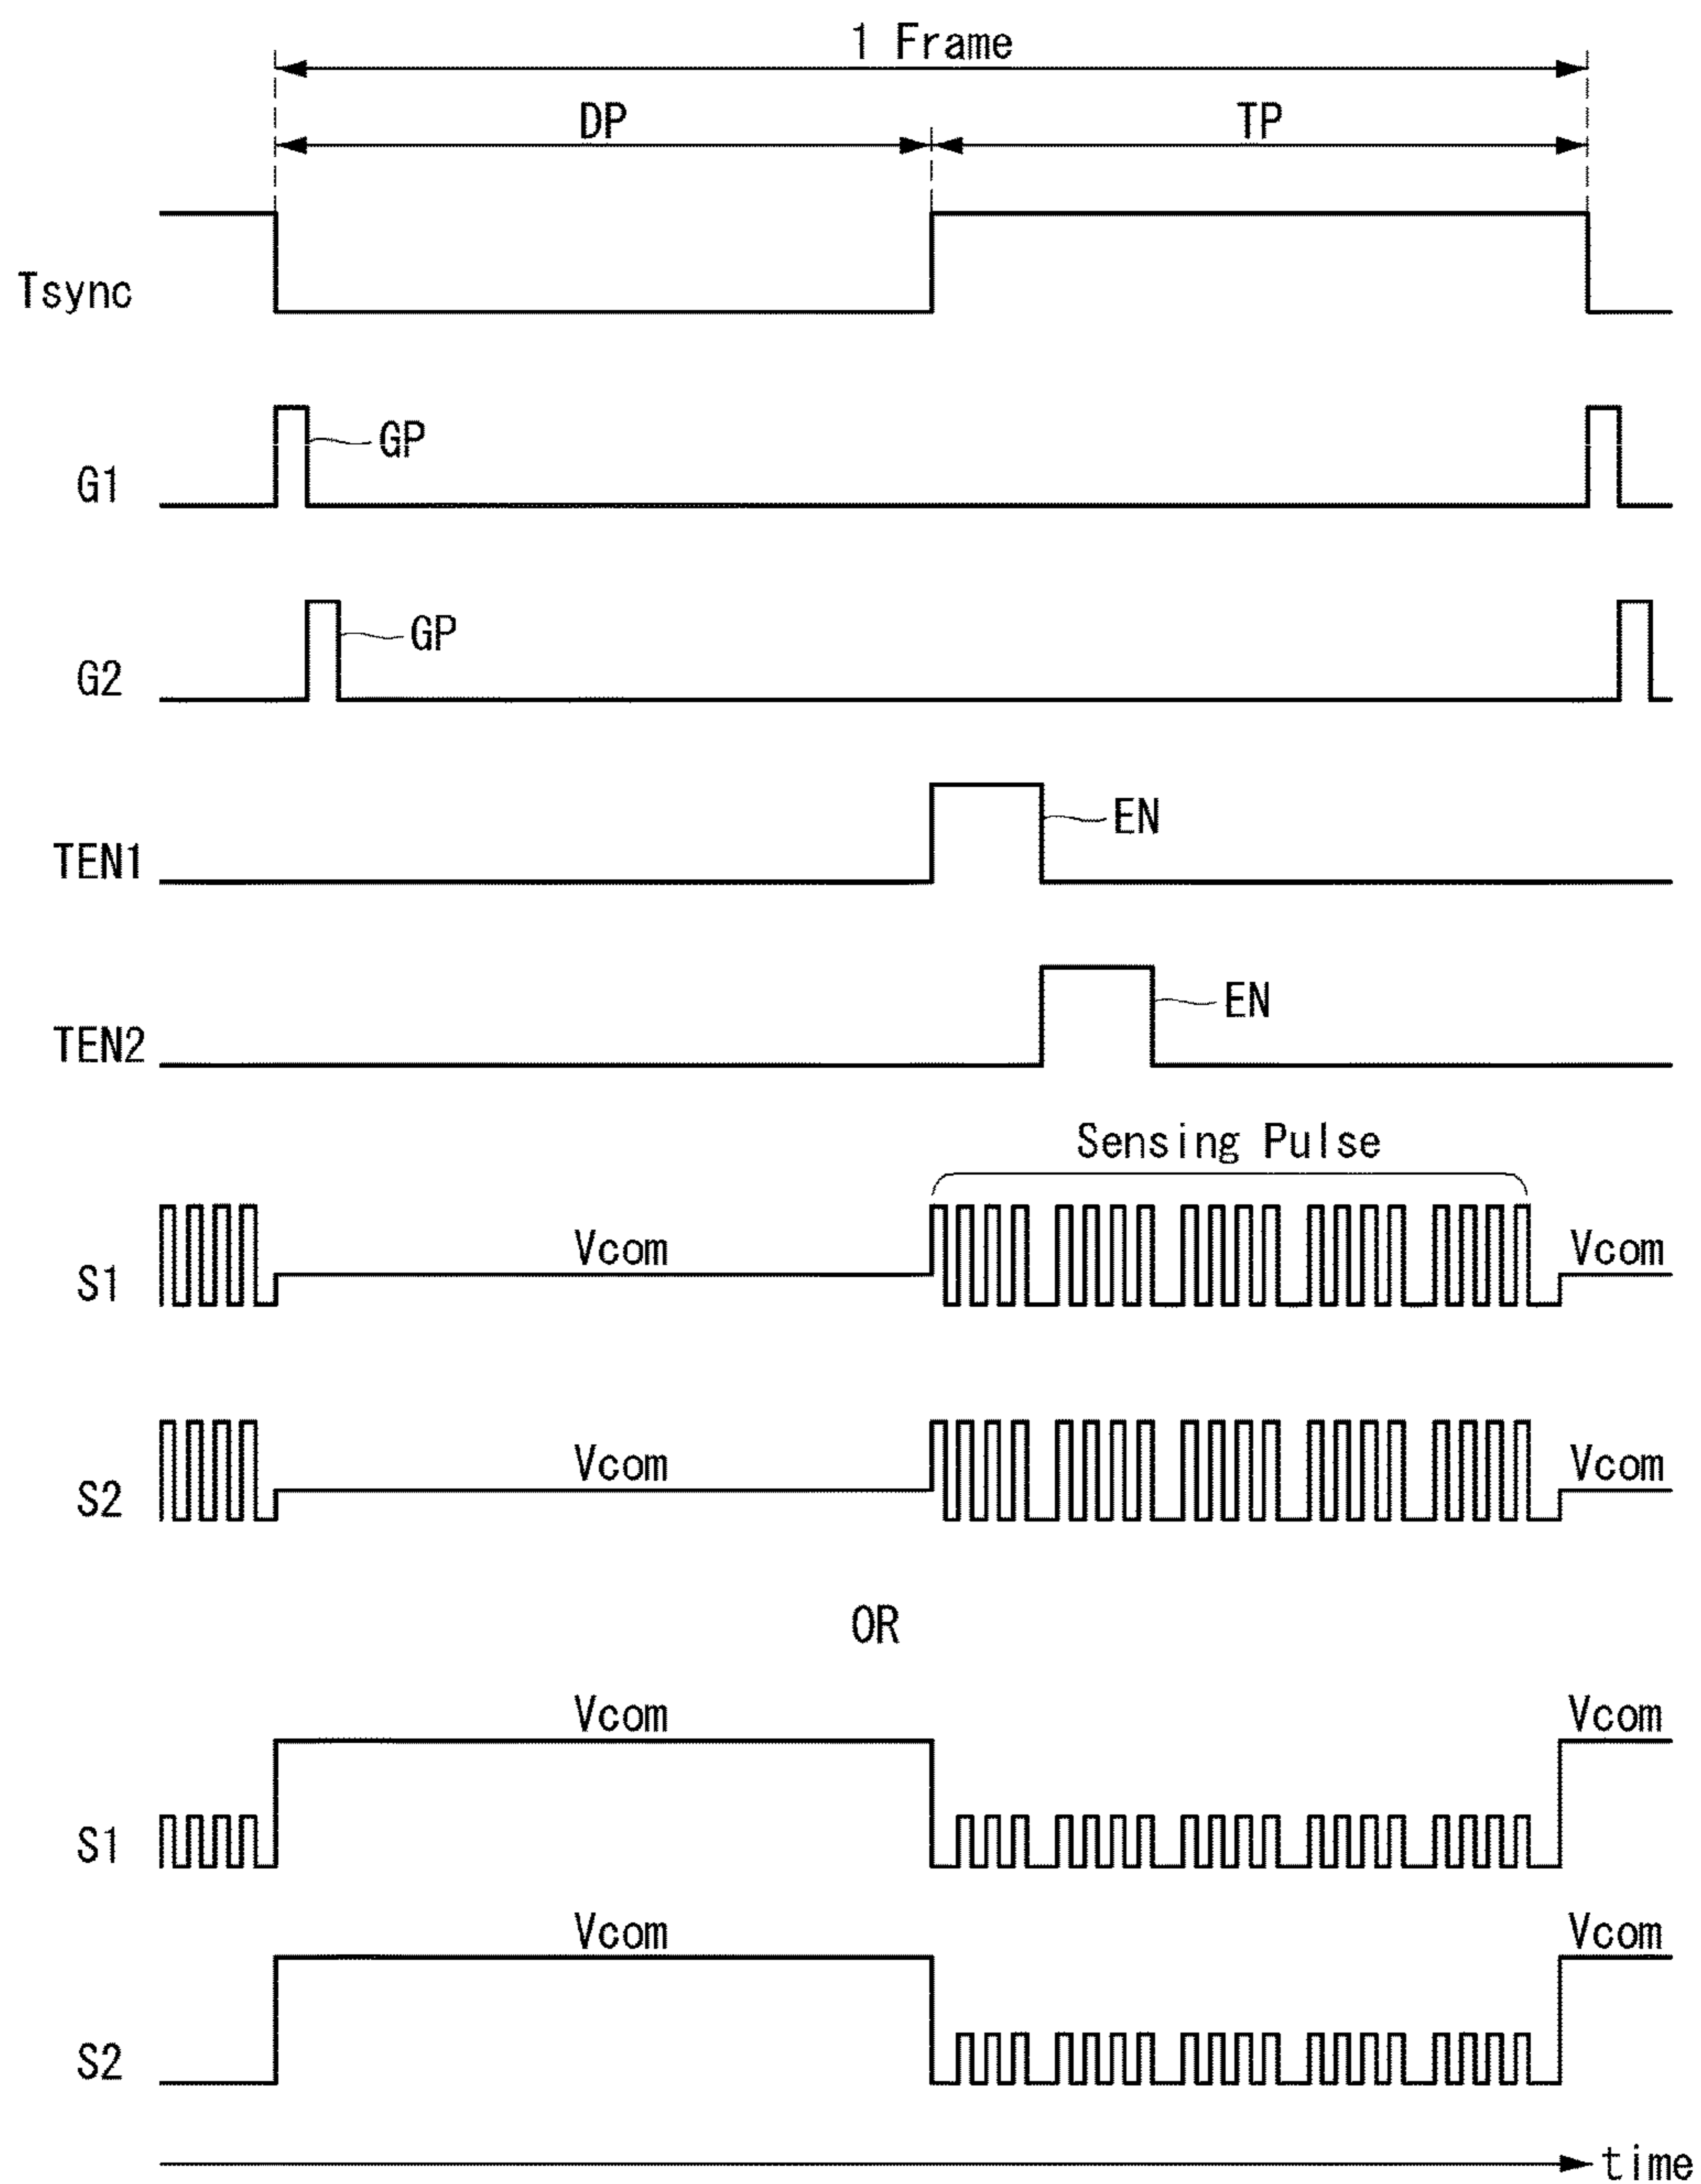 1 Frame
DP TP
Tsync
GP
G1
GP
G2
EN
TEN1
EN
TEN2
Sensing Pulse
Vcom Vcom
S1
Vcom Vcom
S2
OR
Vcom Vcom
S1
Vcom Vcom
S2
time